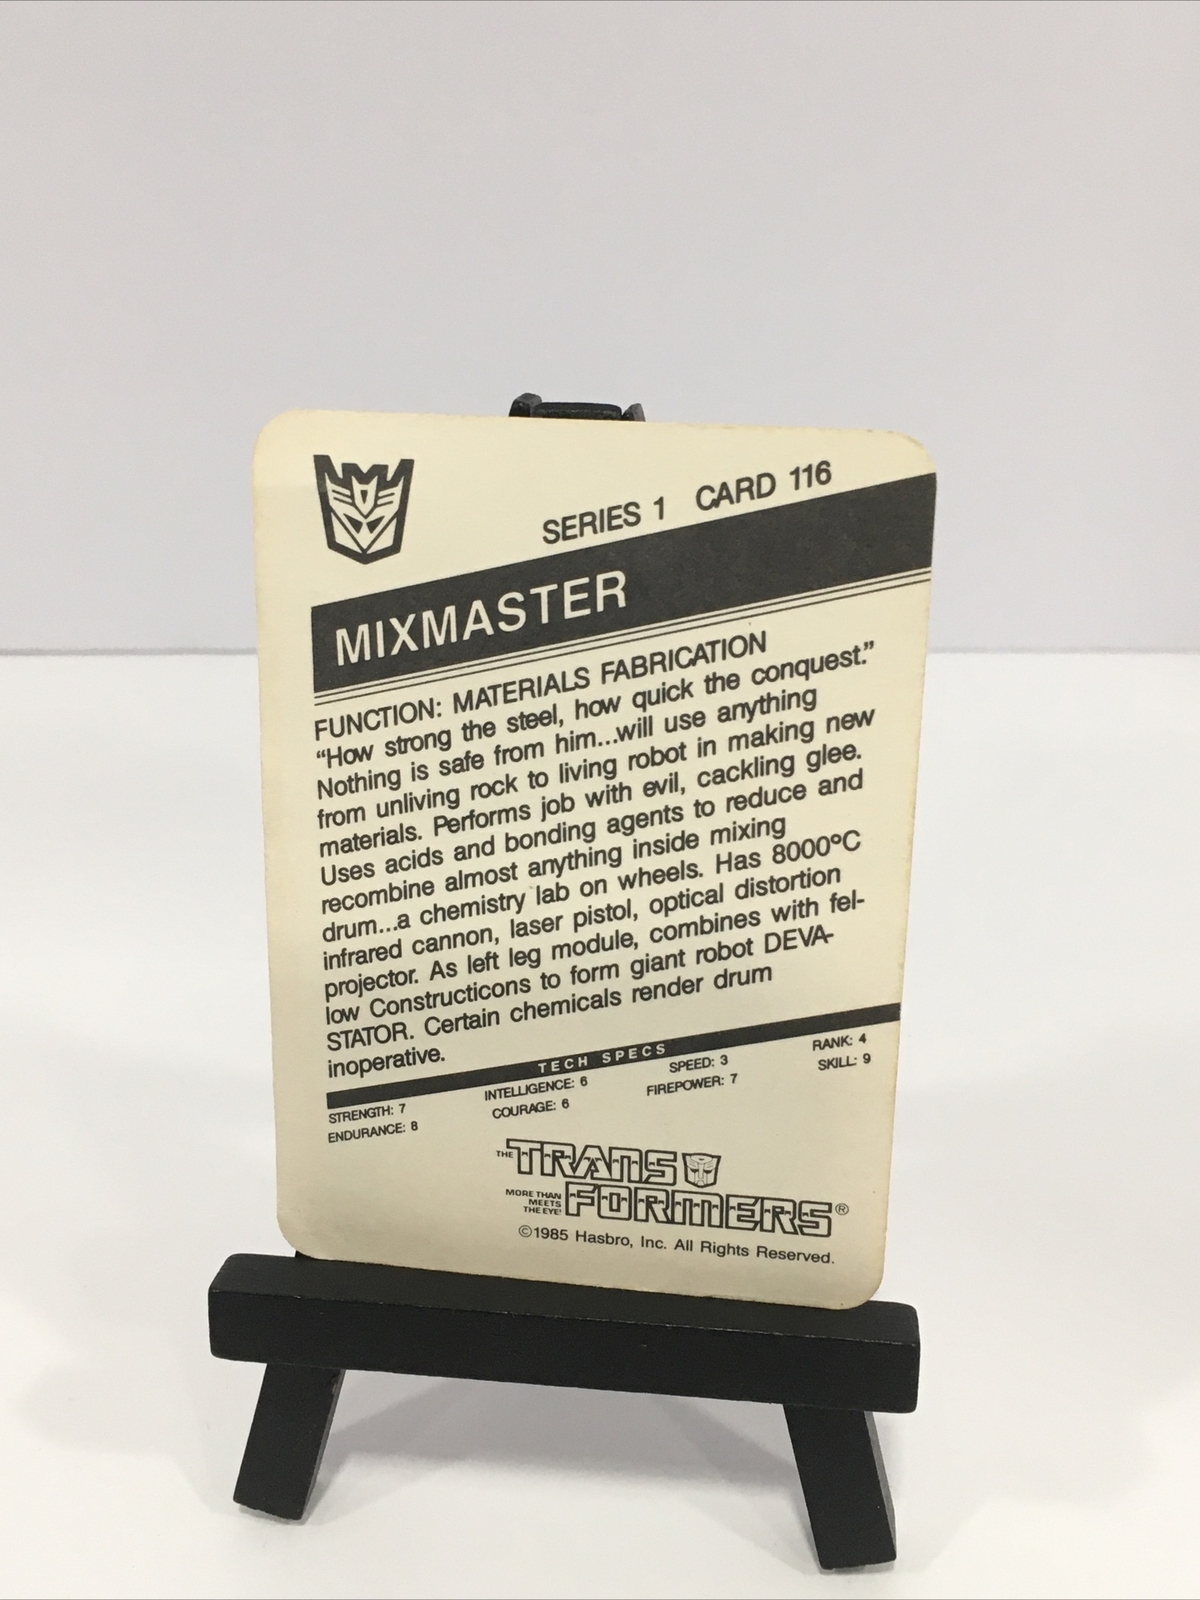 SERIES 1 CARD 116
MIXMASTER
FUNCTION: MATERIALS FABRICATION
“How strong the steel, how quick the conquest.”
Nothing is safe from him...will use anything
from unliving rock to living robot in making new
materials. Performs job with evil, cackling glee.
Uses acids and bonding agents to reduce and
recombine almost anything inside mixing
drum...a chemistry lab on wheels. Has 8000°C
infrared cannon, laser pistol, optical distortion
projector. As left leg module, combines with fel-
low Constructicons to form giant robot DEVA-
STATOR. Certain chemicals render drum
inoperative.
TECH SPECS
STRENGTH: 7 INTELLIGENCE: 6 SPEED: 3 RANK: 4
ENDURANCE: 8 COURAGE: 6 FIREPOWER: 7 SKILL: 9
THE TRANS
MORE THAN
MEETS
THE EYE!
FORMERS®
©1985 Hasbro, Inc. All Rights Reserved.